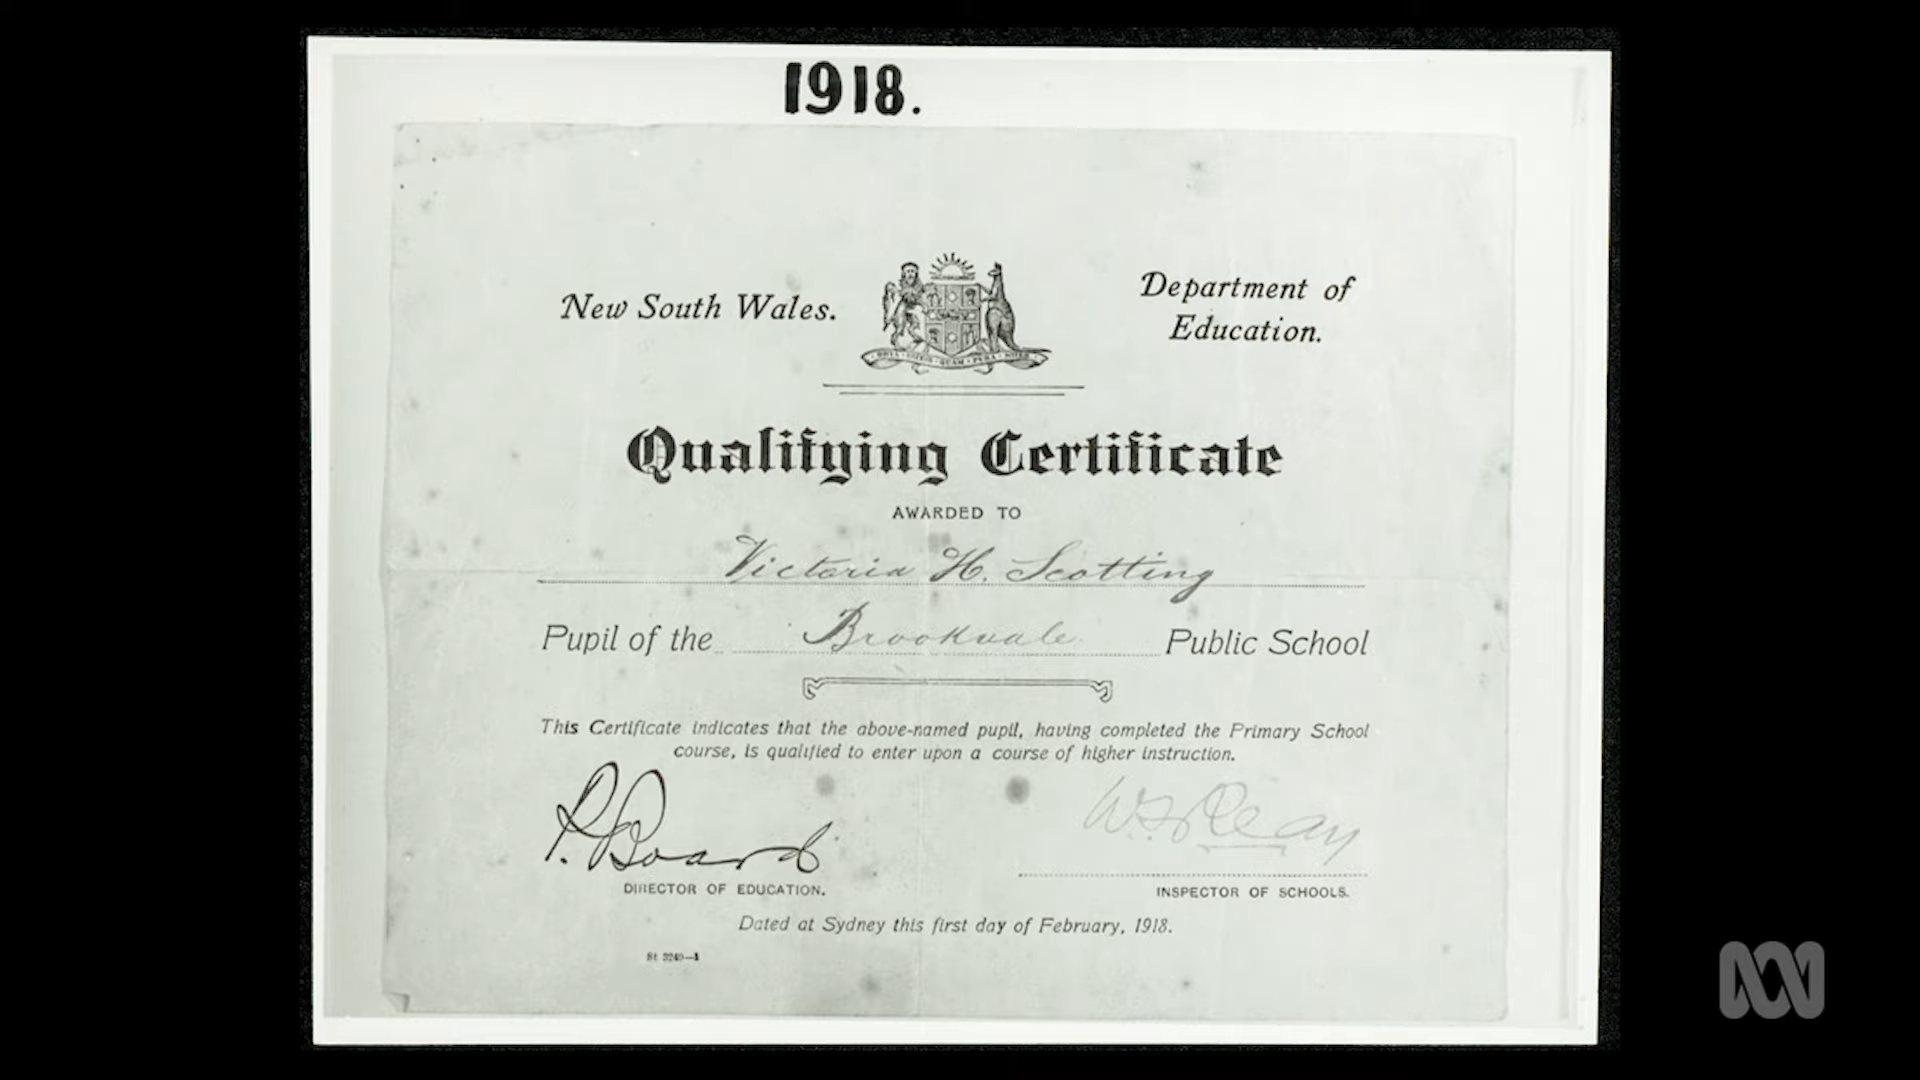 1918.
New South Wales.
Department of
Education.
Qualifying Certificate
AWARDED TO
Victoria H. Scotting
Pupil of the Brookvale Public School
This Certificate indicates that the above-named pupil, having completed the Primary School
course, is qualified to enter upon a course of higher instruction.
P. Board
DIRECTOR OF EDUCATION.
INSPECTOR OF SCHOOLS.
Dated at Sydney this first day of February, 1918.